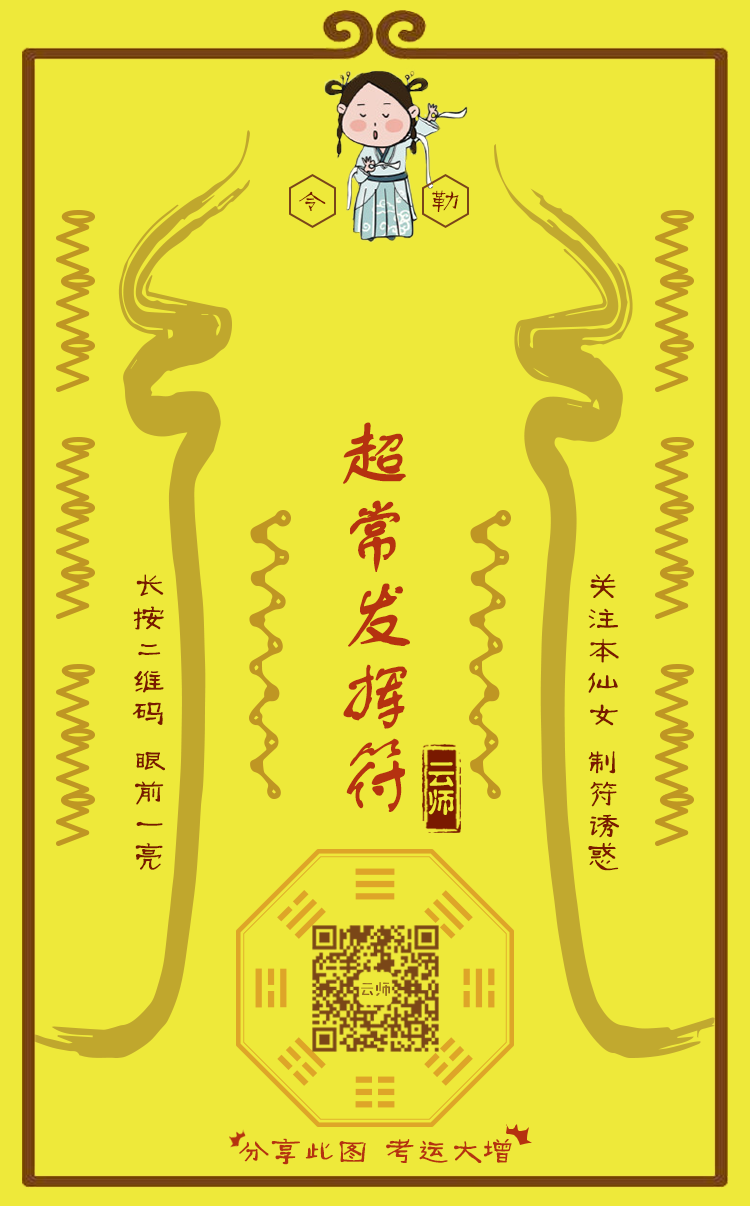 令
勒
超常发挥符
云师
关注本仙女 制符诱惑
长按二维码 眼前一亮
云师
分享此图 考运大增